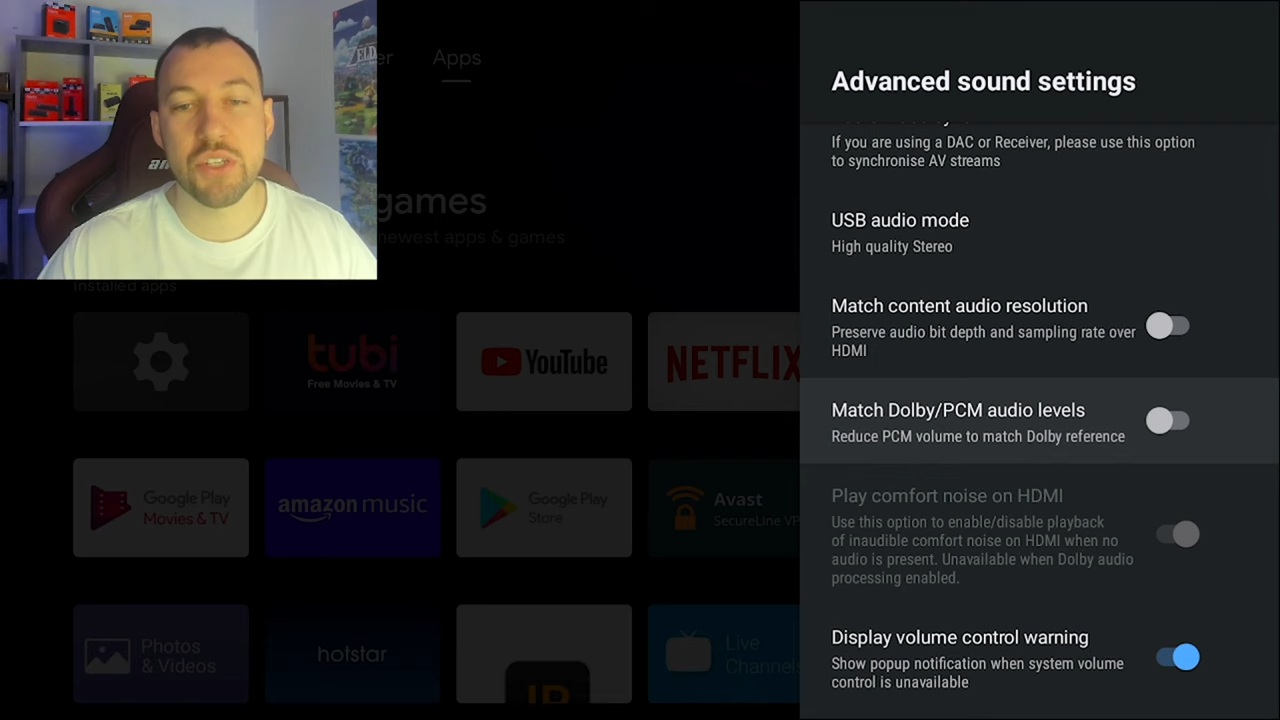 ZELD
er
Apps
games
newest apps & games
Installed apps
tubi
Free Movies & TV
YouTube
NETFLIX
Google Play
Movies & TV
amazon music
Google Play
Store
Avast
SecureLine VP
Photos
& Videos
hotstar
Live
Channels
Advanced sound settings
If you are using a DAC or Receiver, please use this option
to synchronise AV streams
USB audio mode
High quality Stereo
Match content audio resolution
Preserve audio bit depth and sampling rate over
HDMI
Match Dolby/PCM audio levels
Reduce PCM volume to match Dolby reference
Play comfort noise on HDMI
Use this option to enable/disable playback
of inaudible comfort noise on HDMI when no
audio is present. Unavailable when Dolby audio
processing enabled.
Display volume control warning
Show popup notification when system volume
control is unavailable